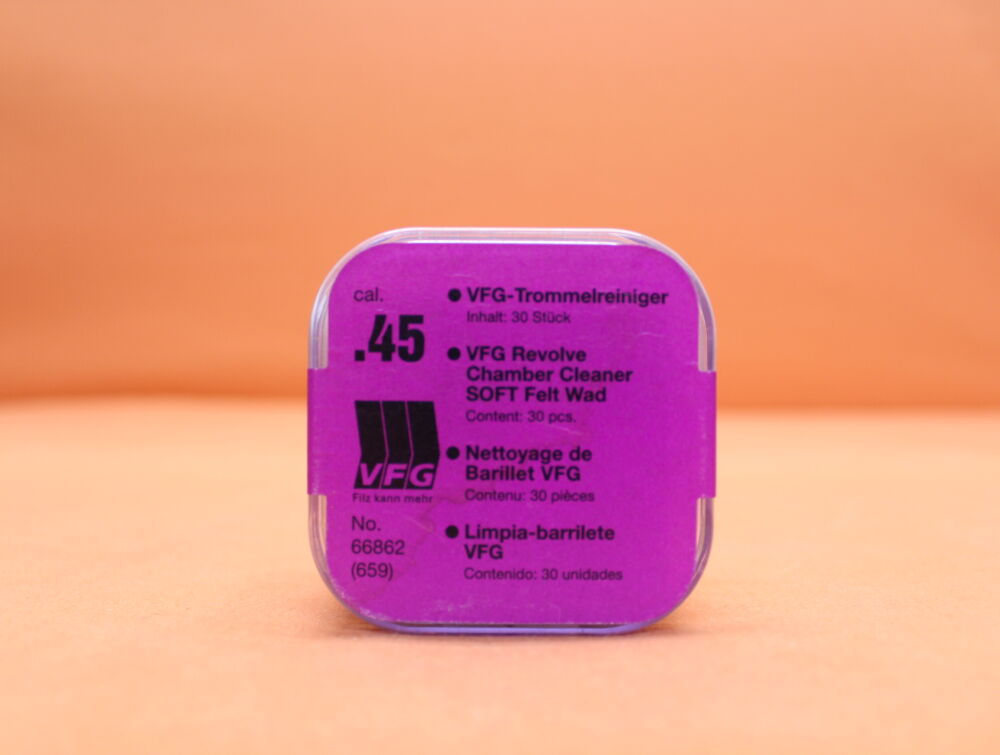 cal.
.45
VFG
Filz kann mehr
No.
66862
(659)
● VFG-Trommelreiniger
Inhalt: 30 Stück
● VFG Revolve
Chamber Cleaner
SOFT Felt Wad
Content: 30 pcs.
● Nettoyage de
Barillet VFG
Contenu: 30 pièces
● Limpia-barrilete
VFG
Contenido: 30 unidades